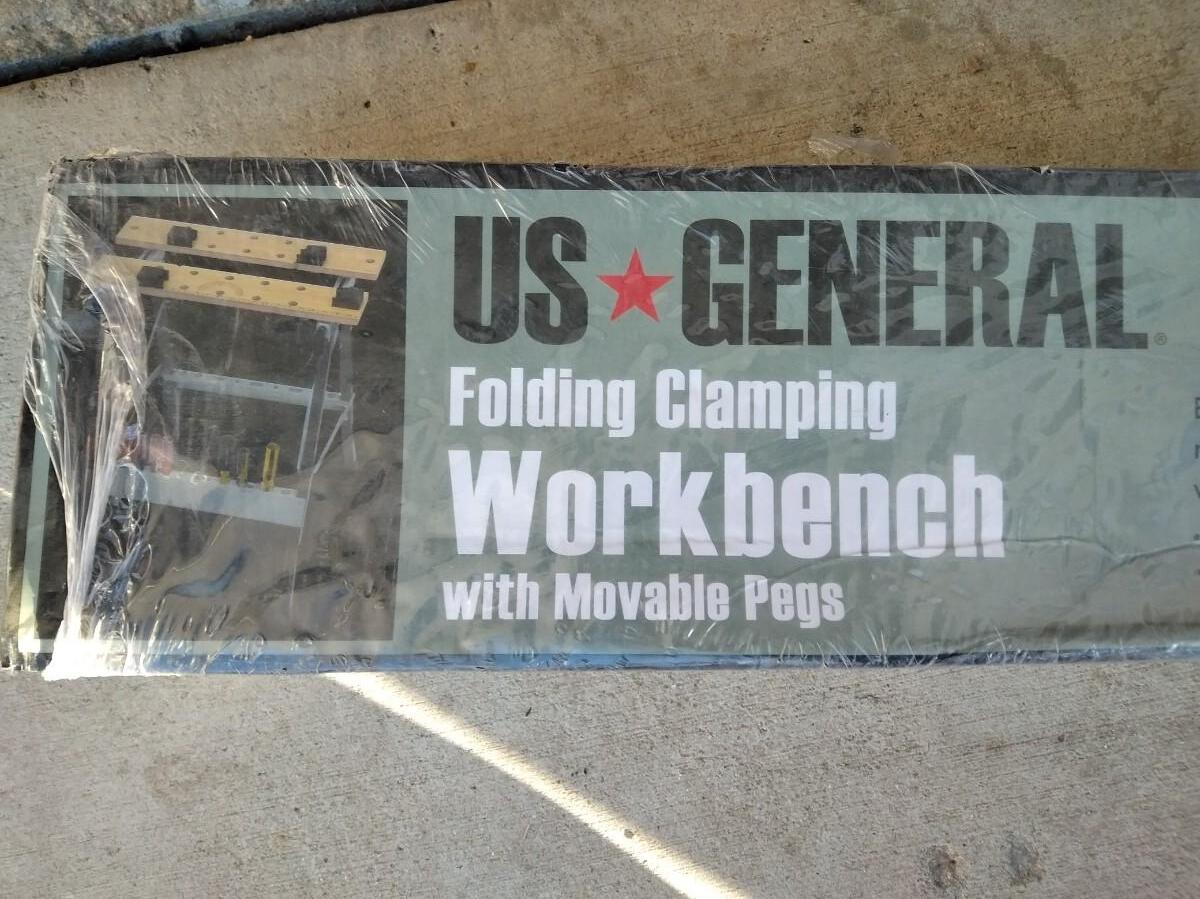 US★GENERAL®
Folding Clamping
Workbench
with Movable Pegs